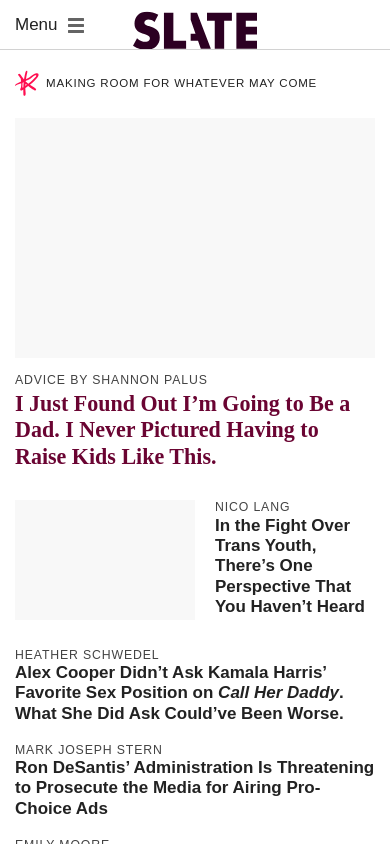 Menu
SLATE
MAKING ROOM FOR WHATEVER MAY COME
ADVICE BY SHANNON PALUS
I Just Found Out I’m Going to Be a
Dad. I Never Pictured Having to
Raise Kids Like This.
NICO LANG
In the Fight Over
Trans Youth,
There’s One
Perspective That
You Haven’t Heard
HEATHER SCHWEDEL
Alex Cooper Didn’t Ask Kamala Harris’
Favorite Sex Position on Call Her Daddy.
What She Did Ask Could’ve Been Worse.
MARK JOSEPH STERN
Ron DeSantis’ Administration Is Threatening
to Prosecute the Media for Airing Pro-
Choice Ads
EMILY MOORE